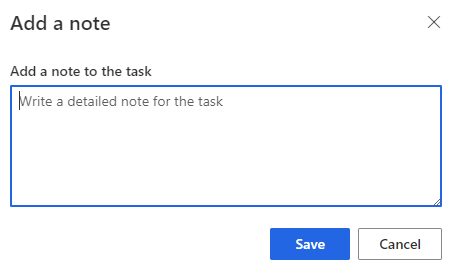 Add a note
Add a note to the task
Write a detailed note for the task
Save
Cancel